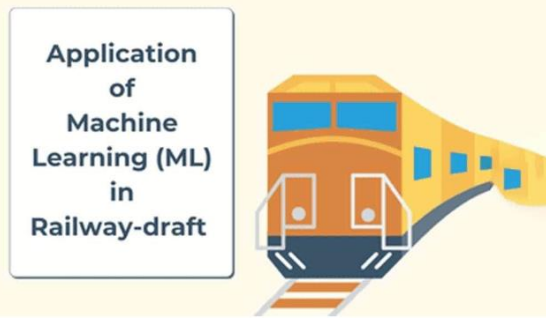 Application
of
Machine
Learning (ML)
in
Railway-draft